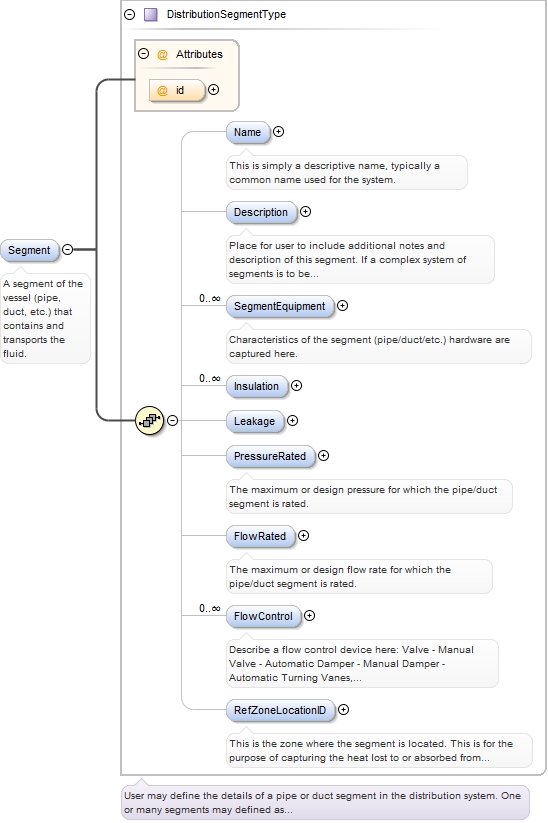 DistributionSegmentType
@ Attributes
@ id
Name
This is simply a descriptive name, typically a
common name used for the system.
Description
Place for user to include additional notes and
description of this segment. If a complex system of
segments is to be...
Segment
A segment of the
vessel (pipe,
duct, etc.) that
contains and
transports the
fluid.
0..∞
SegmentEquipment
Characteristics of the segment (pipe/duct/etc.) hardware are
captured here.
0..∞
Insulation
Leakage
PressureRated
The maximum or design pressure for which the pipe/duct
segment is rated.
FlowRated
The maximum or design flow rate for which the
pipe/duct segment is rated.
0..∞
FlowControl
Describe a flow control device here: Valve - Manual
Valve - Automatic Damper - Manual Damper -
Automatic Turning Vanes,...
RefZoneLocationID
This is the zone where the segment is located. This is for the
purpose of capturing the heat lost to or absorbed from...
User may define the details of a pipe or duct segment in the distribution system. One
or many segments may defined as...